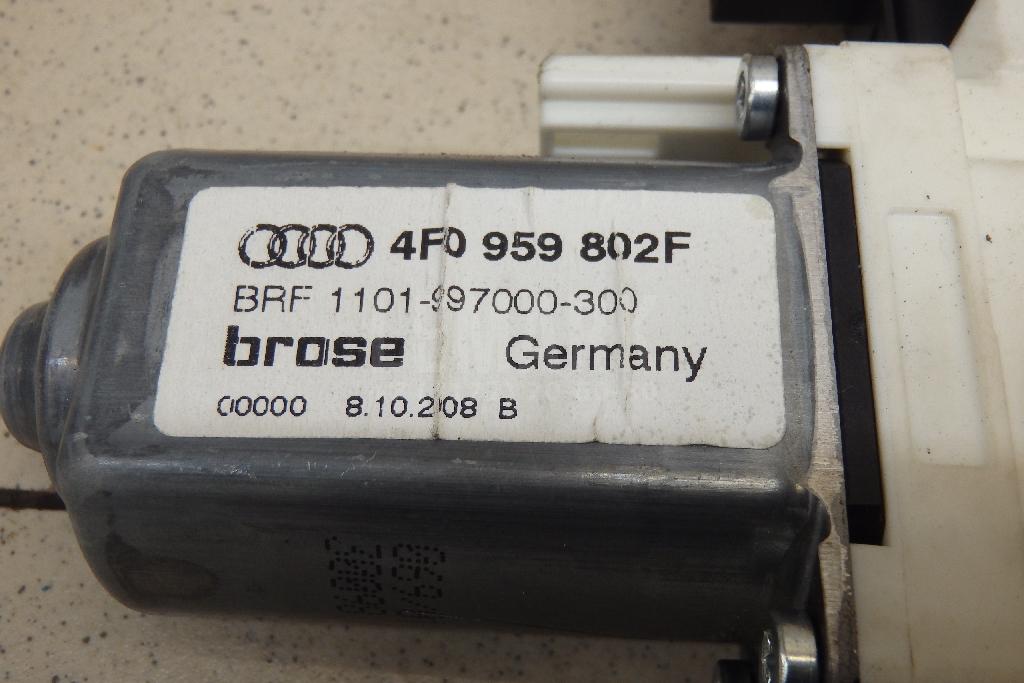 4F0 959 802F
BRF 1101-997000-300
brose Germany
00000 8.10.2008 B